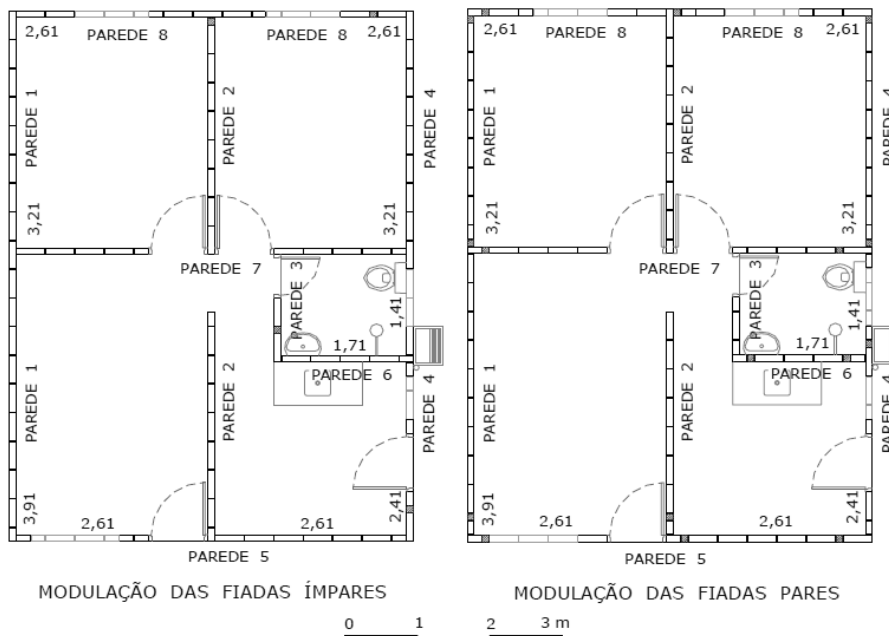 2,61 PAREDE 8 PAREDE 8 2,61
PAREDE 1
PAREDE 2
PAREDE 4
3,21
3,21
PAREDE 7
PAREDE 3
1,41
1,71
PAREDE 6
PAREDE 1
PAREDE 2
PAREDE 4
3,91
2,61
2,61
2,41
PAREDE 5
MODULAÇÃO DAS FIADAS ÍMPARES
2,61 PAREDE 8 PAREDE 8 2,61
PAREDE 1
PAREDE 2
PAREDE 4
3,21
3,21
PAREDE 7
PAREDE 3
1,41
1,71
PAREDE 6
PAREDE 1
PAREDE 2
PAREDE 4
3,91
2,61
2,61
2,41
PAREDE 5
MODULAÇÃO DAS FIADAS PARES
0 1 2 3 m